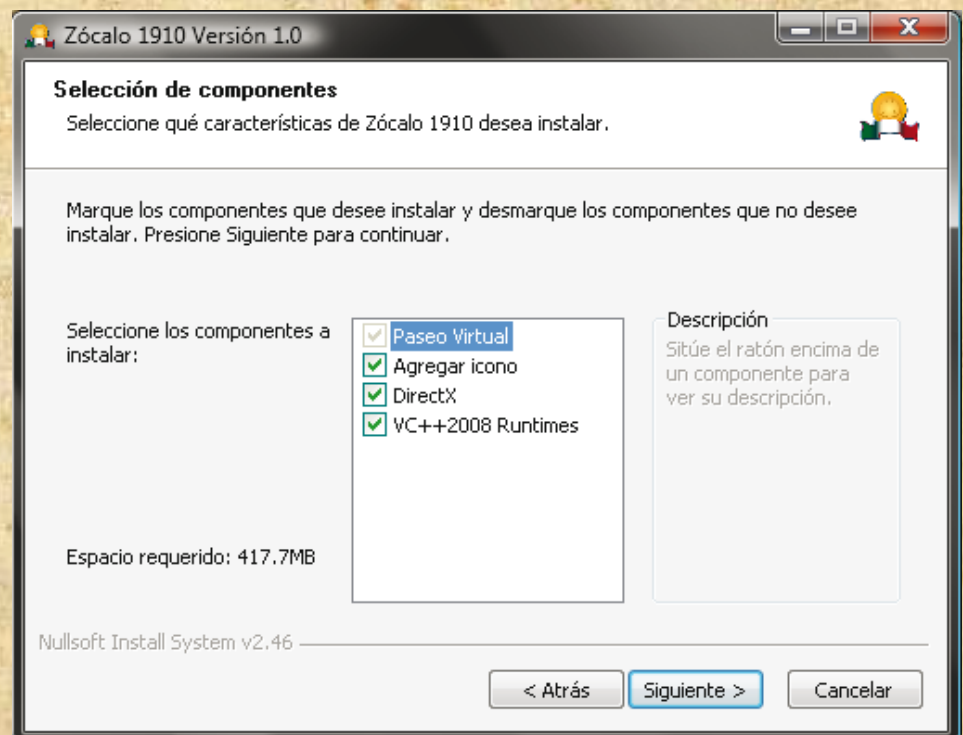 Zócalo 1910 Versión 1.0
Selección de componentes
Seleccione qué características de Zócalo 1910 desea instalar.
Marque los componentes que desee instalar y desmarque los componentes que no desee
instalar. Presione Siguiente para continuar.
Seleccione los componentes a
instalar:
Paseo Virtual
Agregar icono
DirectX
VC++2008 Runtimes
Descripción
Sitúe el ratón encima de
un componente para
ver su descripción.
Espacio requerido: 417.7MB
Nullsoft Install System v2.46
< Atrás
Siguiente >
Cancelar